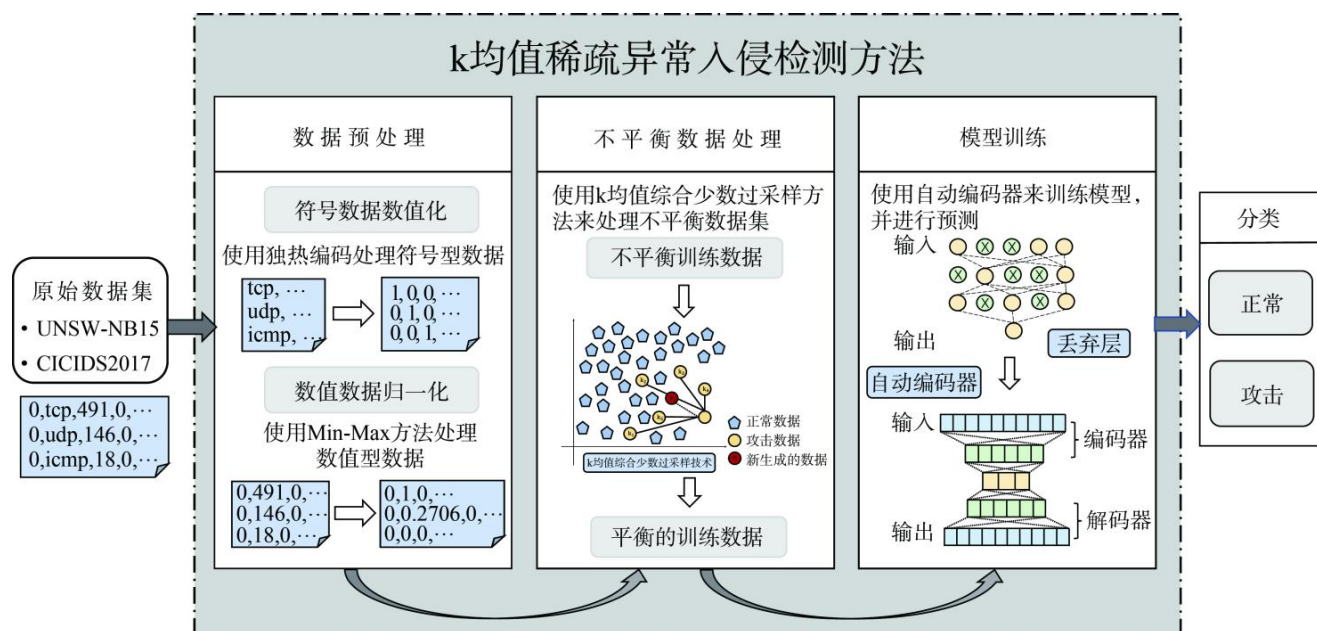 k均值稀疏异常入侵检测方法
原始数据集
• UNSW-NB15
• CICIDS2017
0,tcp,491,0,…
0,udp,146,0,…
0,icmp,18,0,…
数据预处理
符号数据数值化
使用独热编码处理符号型数据
tcp, …
udp, …
icmp, …
1,0,0,…
0,1,0,…
0,0,1,…
数值数据归一化
使用Min-Max方法处理
数值型数据
0,491,0,…
0,146,0,…
0,18,0,…
0,1,0,…
0,0.2706,0,…
0,0,0,…
不平衡数据处理
使用k均值综合少数过采样方
法来处理不平衡数据集
不平衡训练数据
正常数据
攻击数据
新生成的数据
k均值综合少数过采样技术
平衡的训练数据
模型训练
使用自动编码器来训练模型,
并进行预测
输入
X X
X X X
X X
输出
丢弃层
自动编码器
输入
编码器
解码器
输出
分类
正常
攻击